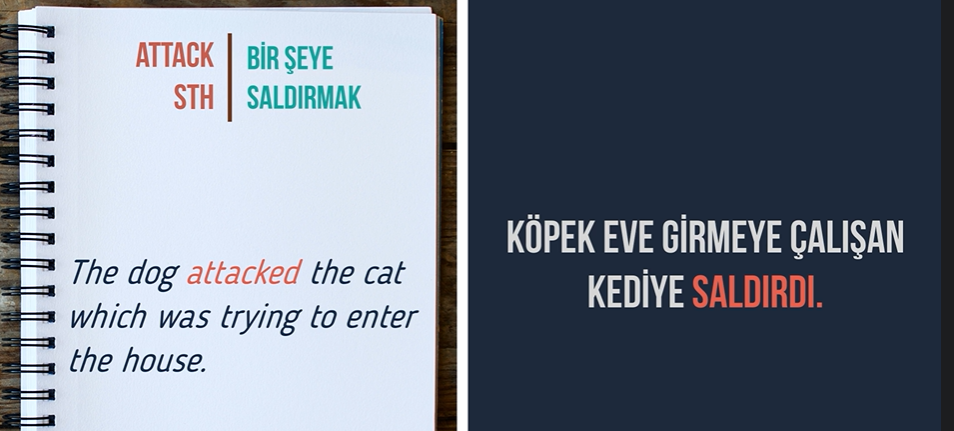 ATTACK
STH
BİR ŞEYE
SALDIRMAK
The dog attacked the cat
which was trying to enter
the house.
KÖPEK EVE GİRMEYE ÇALIŞAN
KEDİYE SALDIRDI.